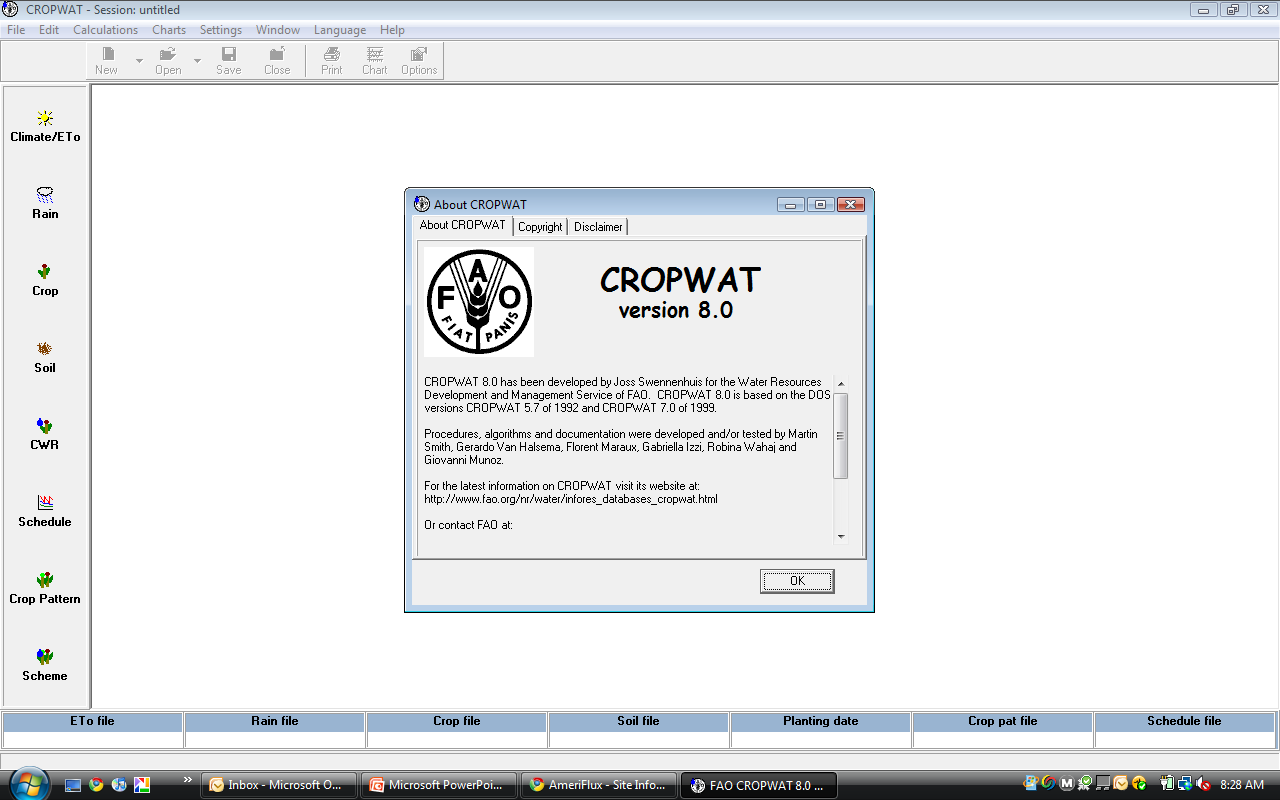 CROPWAT - Session: untitled
File Edit Calculations Charts Settings Window Language Help
New Open Save Close Print Chart Options
Climate/ETo
Rain
Crop
Soil
CWR
Schedule
Crop Pattern
Scheme
About CROPWAT
About CROPWAT Copyright Disclaimer
FAO
FIAT PANIS
CROPWAT
version 8.0
CROPWAT 8.0 has been developed by Joss Swennenhuis for the Water Resources
Development and Management Service of FAO. CROPWAT 8.0 is based on the DOS
versions CROPWAT 5.7 of 1992 and CROPWAT 7.0 of 1999.
Procedures, algorithms and documentation were developed and/or tested by Martin
Smith, Gerardo Van Halsema, Florent Maraux, Gabriella Izzi, Robina Wahaj and
Giovanni Munoz.
For the latest information on CROPWAT visit its website at:
http://www.fao.org/nr/water/infores_databases_cropwat.html
Or contact FAO at:
OK
ETo file Rain file Crop file Soil file Planting date Crop pat file Schedule file
Inbox - Microsoft O... Microsoft PowerPoi... AmeriFlux - Site Info... FAO CROPWAT 8.0 ... 8:28 AM